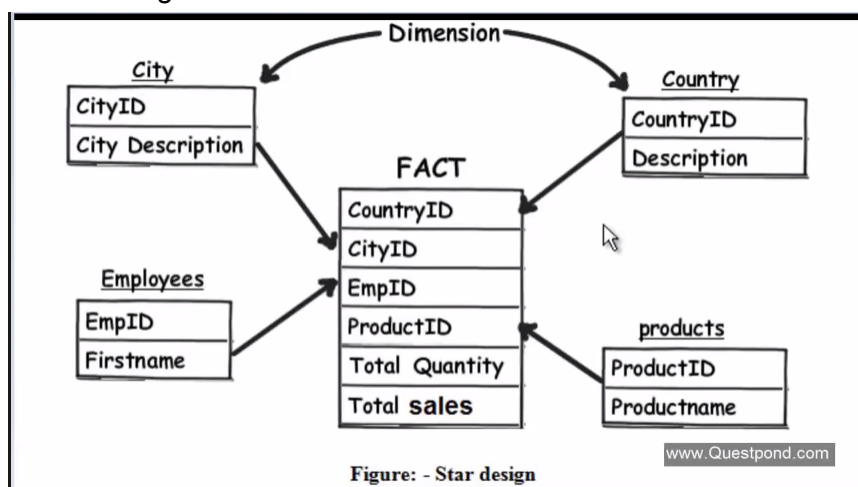 Dimension
City
CityID
City Description
Country
CountryID
Description
FACT
CountryID
CityID
EmpID
ProductID
Total Quantity
Total sales
Employees
EmpID
Firstname
products
ProductID
Productname
www.Questpond.com
Figure: - Star design